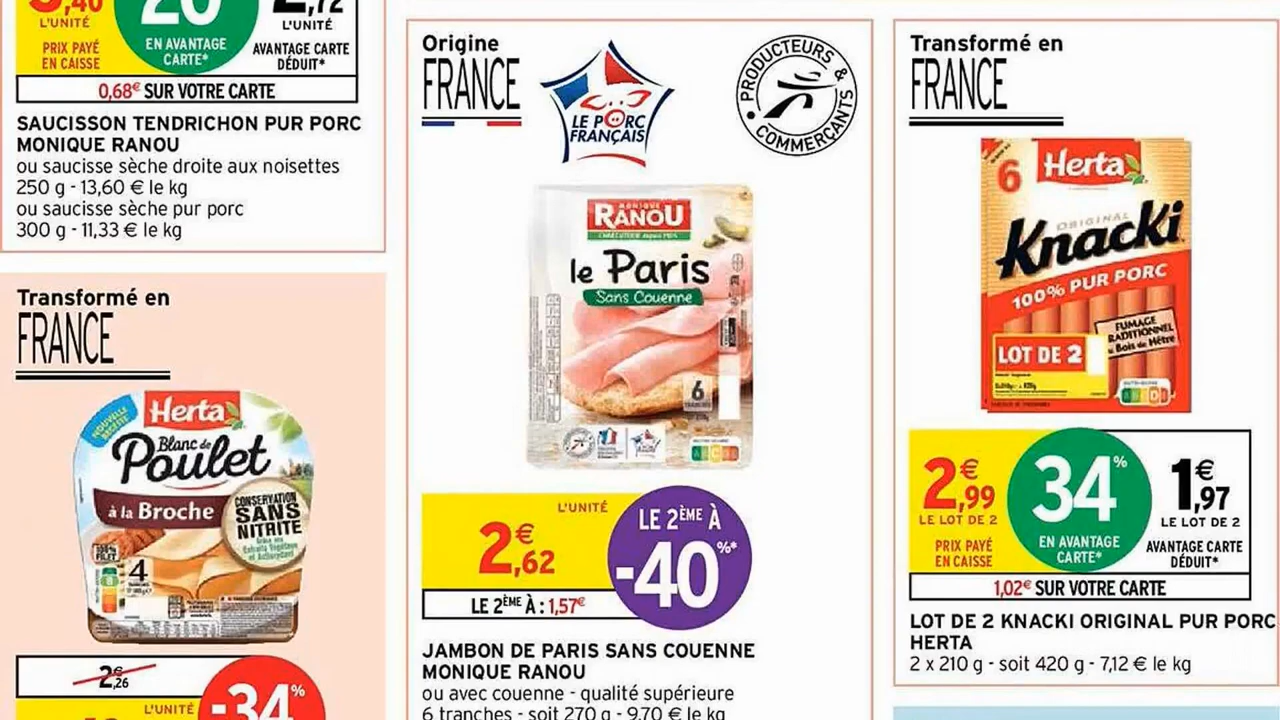 L'UNITÉ
PRIX PAYÉ
EN CAISSE
EN AVANTAGE
CARTE*
L'UNITÉ
AVANTAGE CARTE
DÉDUIT*
0,68€ SUR VOTRE CARTE
SAUCISSON TENDRICHON PUR PORC
MONIQUE RANOU
ou saucisse sèche droite aux noisettes
250 g - 13,60 € le kg
ou saucisse sèche pur porc
300 g - 11,33 € le kg
Transformé en
FRANCE
NOUVELLE
RECETTE
Herta
Blanc de
Poulet
à la Broche
CONSERVATION
SANS
NITRITE
100%
FILET
4
2,26
L'UNITÉ
-34%
Origine
FRANCE
LE PORC
FRANÇAIS
PRODUCTEURS &
COMMERÇANTS
MONIQUE
RANOU
le Paris
Sans Couenne
6
TRANCHES
L'UNITÉ
2€,62
LE 2ÈME À
-40%*
LE 2ÈME À : 1,57€
JAMBON DE PARIS SANS COUENNE
MONIQUE RANOU
ou avec couenne - qualité supérieure
6 tranches - soit 270 g - 9,70 € le kg
Transformé en
FRANCE
6
Herta
ORIGINAL
Knacki
100% PUR PORC
FUMAGE
TRADITIONNEL
au Bois de Hêtre
LOT DE 2
2€,99
LE LOT DE 2
PRIX PAYÉ
EN CAISSE
34%
EN AVANTAGE
CARTE*
1€,97
LE LOT DE 2
AVANTAGE CARTE
DÉDUIT*
1,02€ SUR VOTRE CARTE
LOT DE 2 KNACKI ORIGINAL PUR PORC
HERTA
2 x 210 g - soit 420 g - 7,12 € le kg